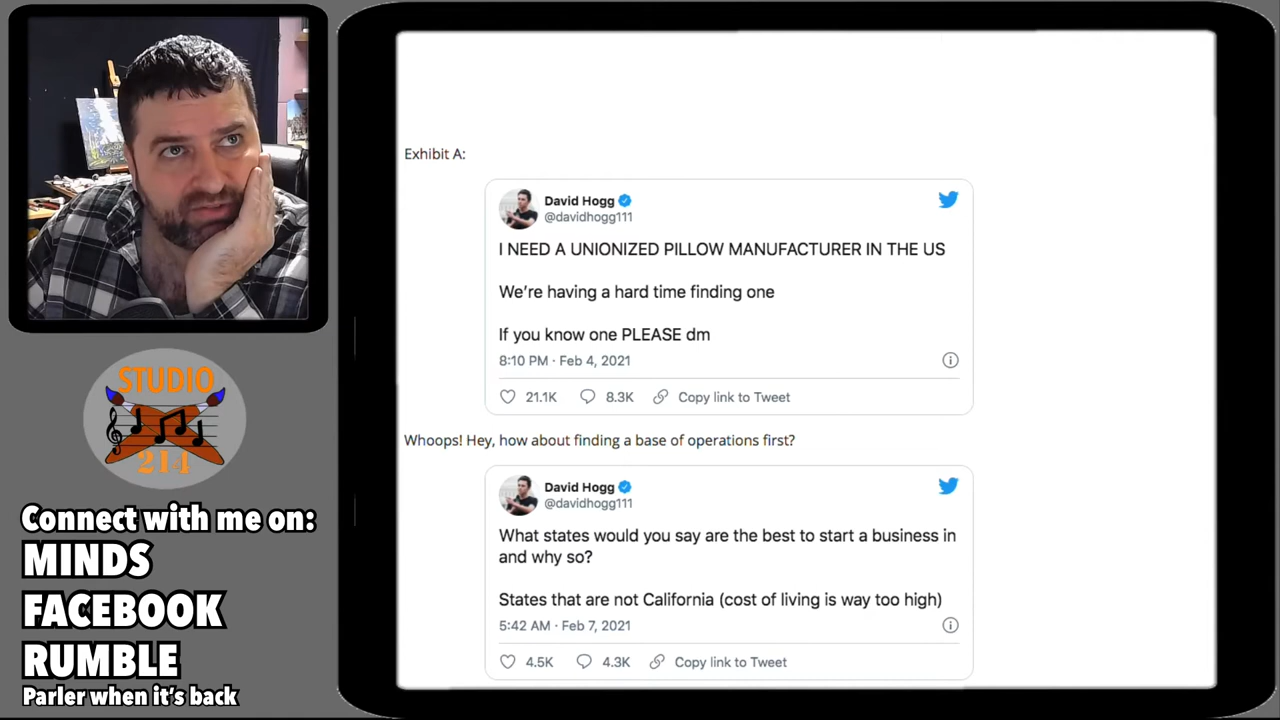 STUDIO
214
Connect with me on:
MINDS
FACEBOOK
RUMBLE
Parler when it's back
Exhibit A:
David Hogg
@davidhogg111
I NEED A UNIONIZED PILLOW MANUFACTURER IN THE US
We're having a hard time finding one
If you know one PLEASE dm
8:10 PM · Feb 4, 2021
21.1K 8.3K Copy link to Tweet
Whoops! Hey, how about finding a base of operations first?
David Hogg
@davidhogg111
What states would you say are the best to start a business in
and why so?
States that are not California (cost of living is way too high)
5:42 AM · Feb 7, 2021
4.5K 4.3K Copy link to Tweet